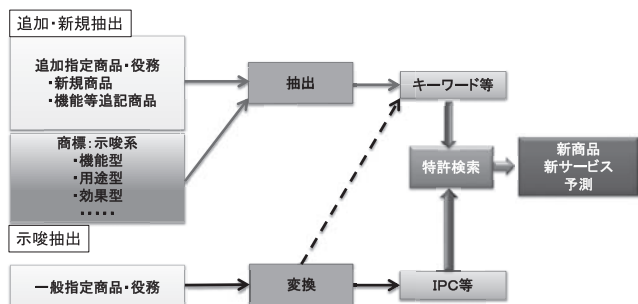 追加・新規抽出
追加指定商品・役務
・新規商品
・機能等追記商品
抽出
キーワード等
商標:示唆系
・機能型
・用途型
・効果型
・・・・・
特許検索
新商品
新サービス
予測
示唆抽出
一般指定商品・役務
変換
IPC等